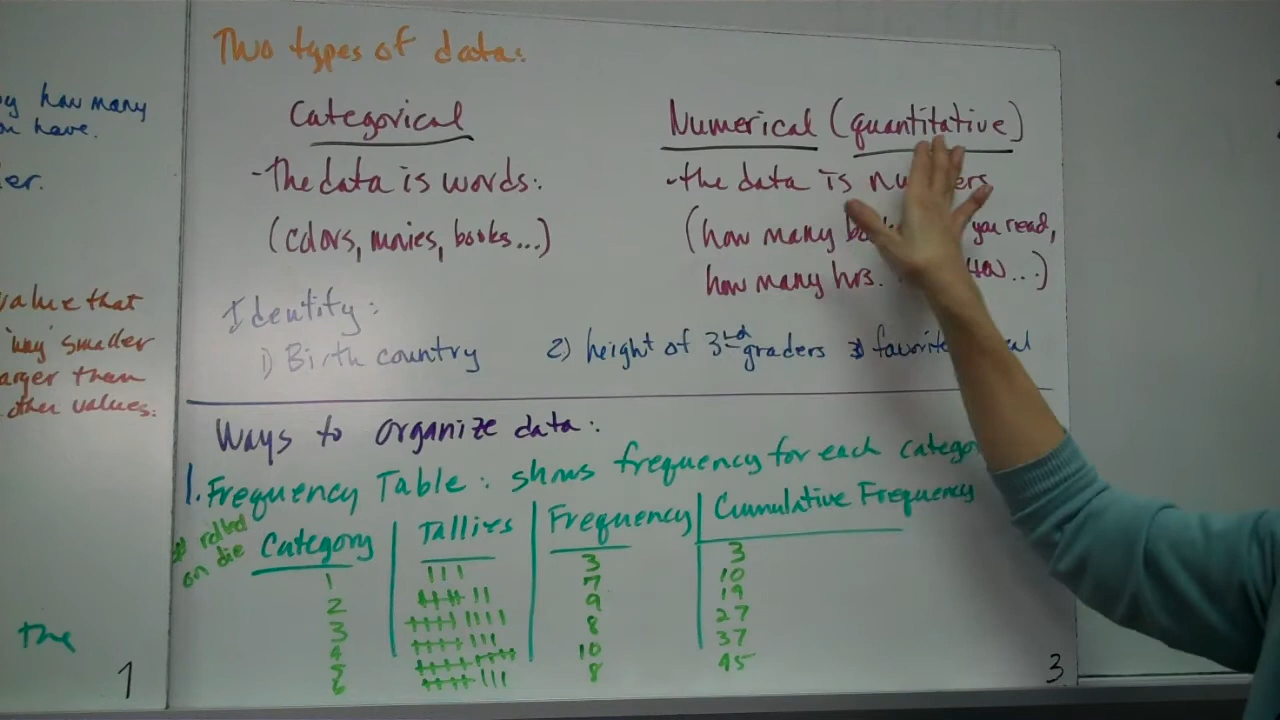 y how many
have.
er.
value that
smaller
arger than
other values.
the
1
Two types of data:
Categorical
-The data is words.
(colors, movies, books...)
Numerical (quantitative)
-the data is
(how many you read,
how many hrs. ...)
Identify:
1) Birth country 2) height of 3rd graders 3) favorite
Ways to organize data:
1. Frequency Table: shows frequency for each
# rolled
on die
Category Tallies Frequency Cumulative Frequency
1 ||| 3 3
2 |||| || 7 10
3 |||| |||| 9 19
4 |||| ||| 8 27
5 |||| |||| 10 37
6 |||| ||| 8 45
3